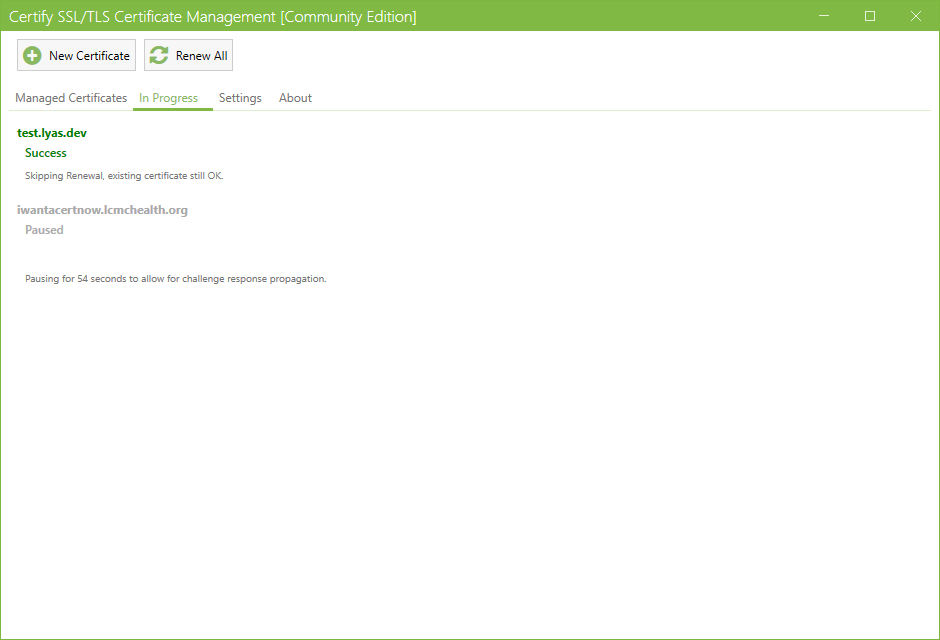 Certify SSL/TLS Certificate Management [Community Edition]
New Certificate Renew All
Managed Certificates In Progress Settings About
test.lyas.dev
Success
Skipping Renewal, existing certificate still OK.
iwantacertnow.lcmchealth.org
Paused
Pausing for 54 seconds to allow for challenge response propagation.